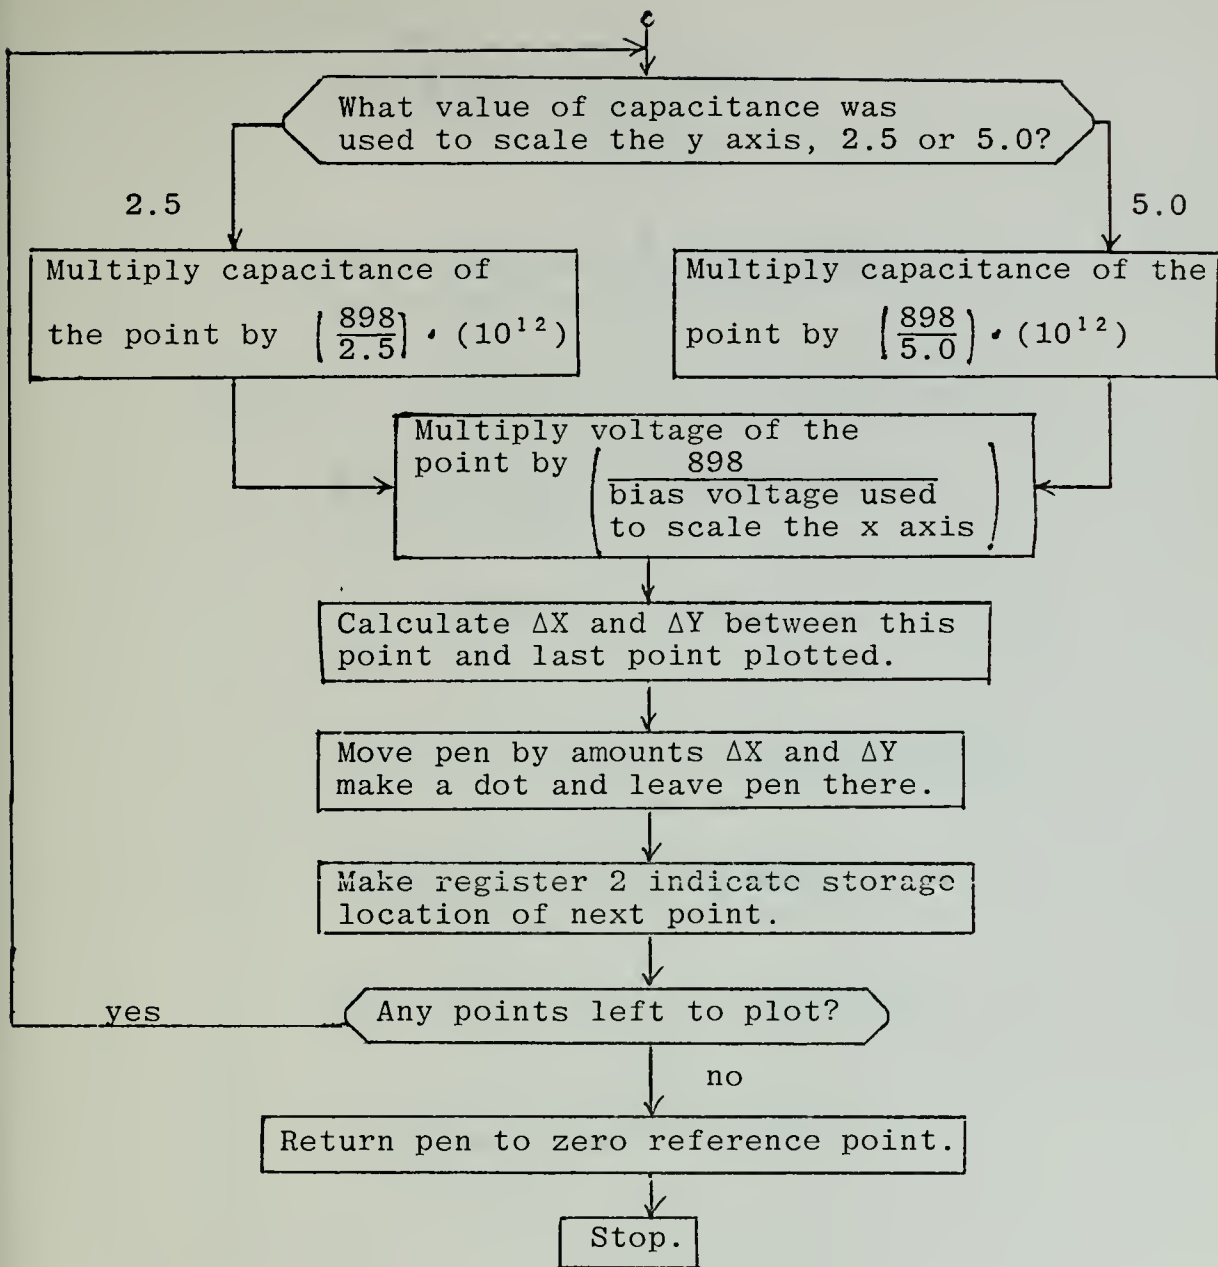 c
What value of capacitance was
used to scale the y axis, 2.5 or 5.0?
2.5
5.0
Multiply capacitance of
the point by (898/2.5) · (10¹²)
Multiply capacitance of the
point by (898/5.0) · (10¹²)
Multiply voltage of the
point by (898
bias voltage used
to scale the x axis)
Calculate ΔX and ΔY between this
point and last point plotted.
Move pen by amounts ΔX and ΔY
make a dot and leave pen there.
Make register 2 indicate storage
location of next point.
yes
Any points left to plot?
no
Return pen to zero reference point.
Stop.